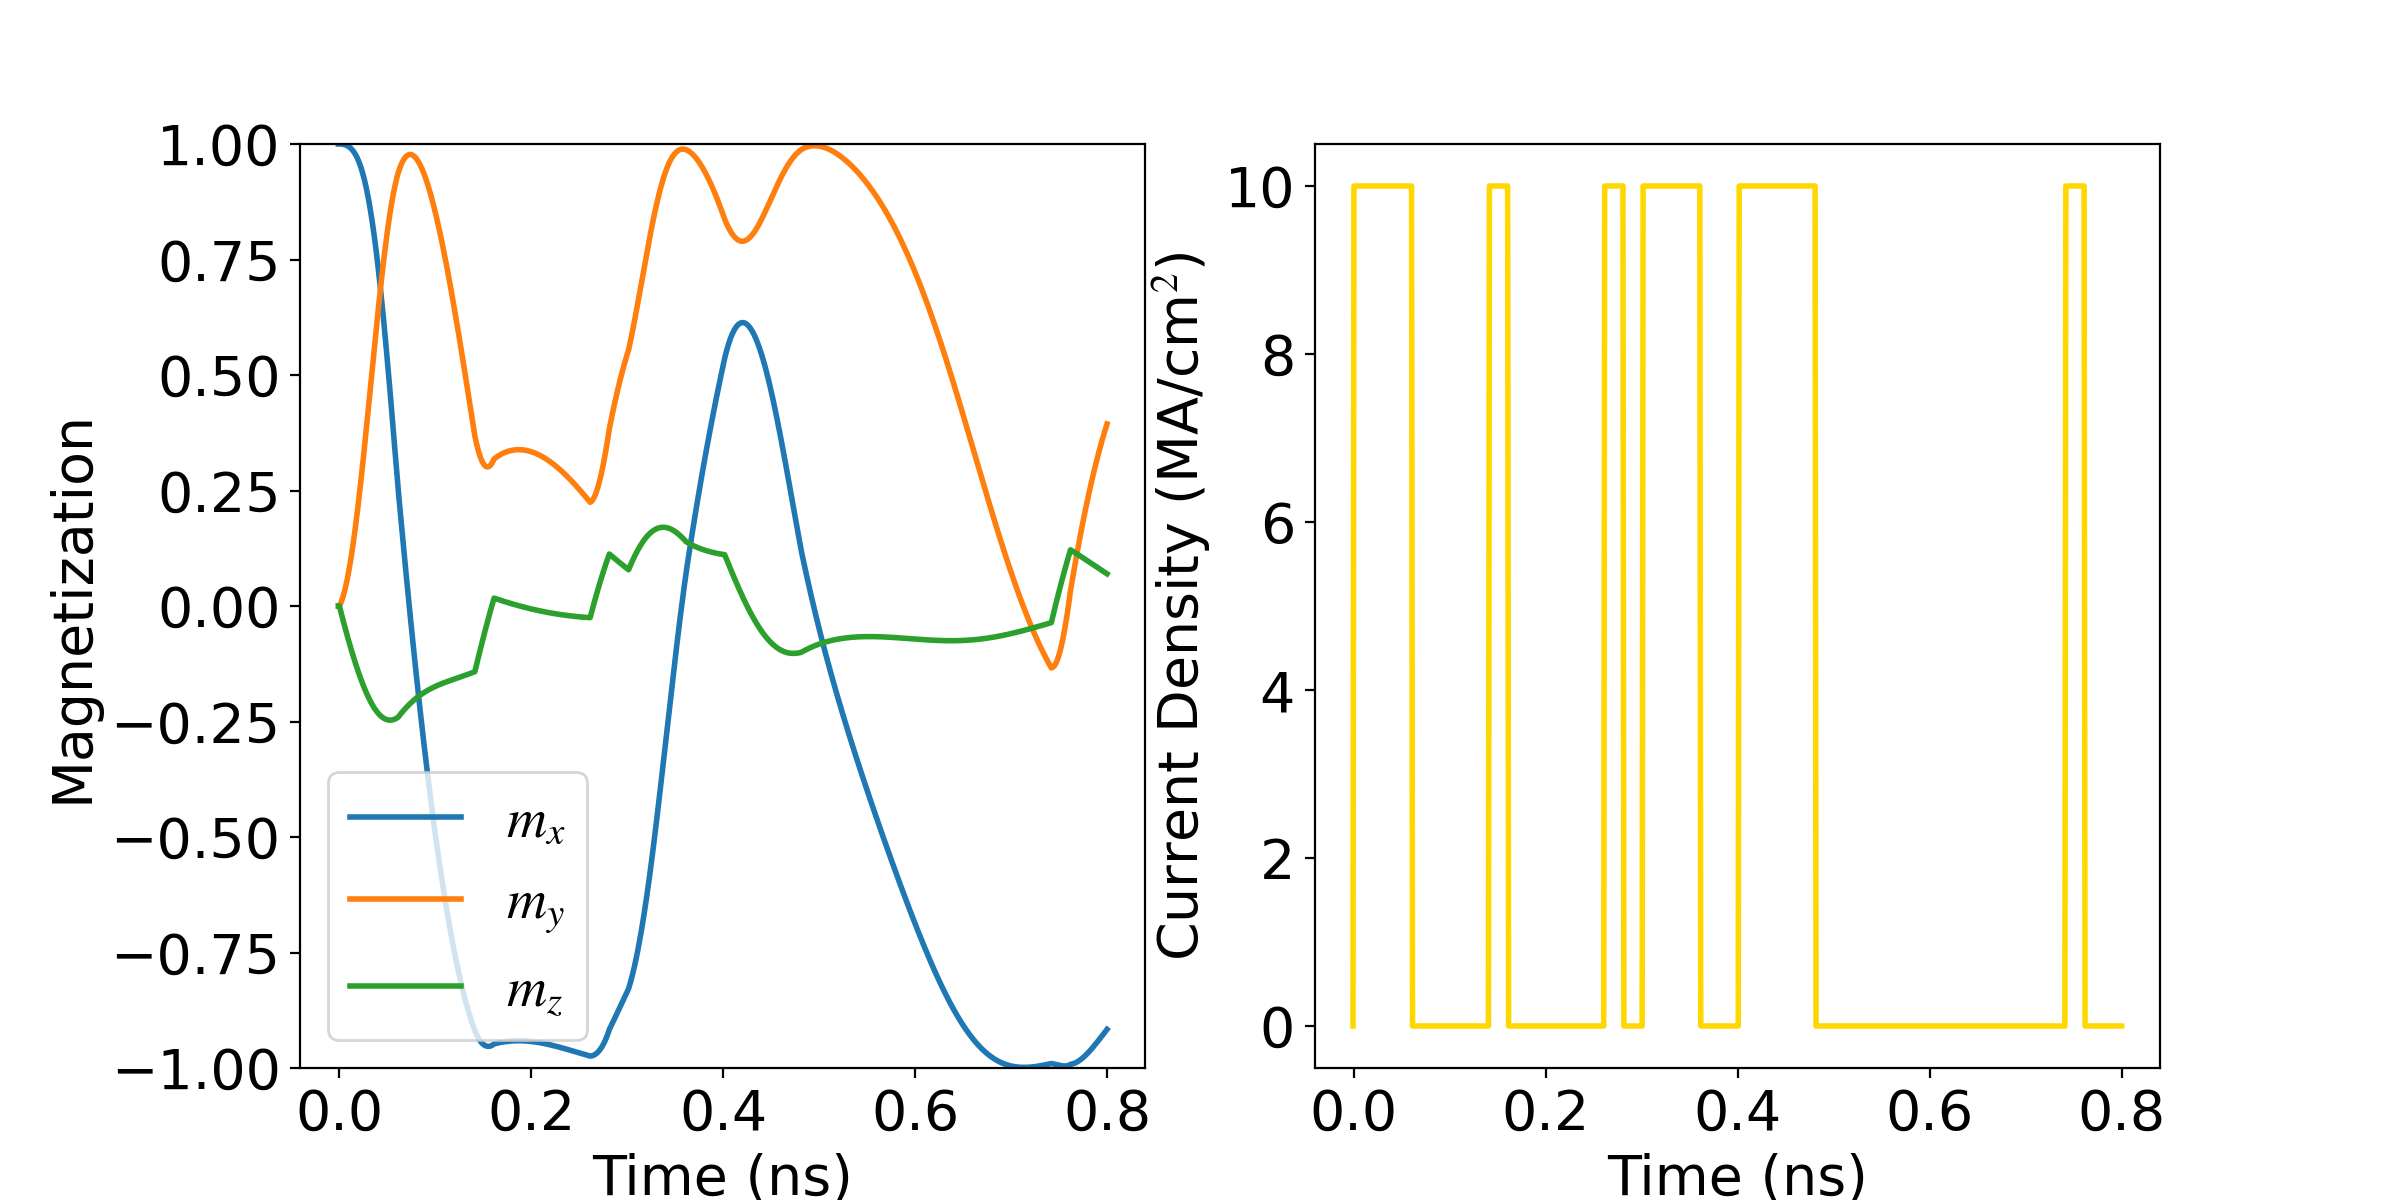 Magnetization
1.00
0.75
0.50
0.25
0.00
−0.25
−0.50
−0.75
−1.00
m_x
m_y
m_z
0.0 0.2 0.4 0.6 0.8
Time (ns)
Current Density (MA/cm²)
10
8
6
4
2
0
0.0 0.2 0.4 0.6 0.8
Time (ns)